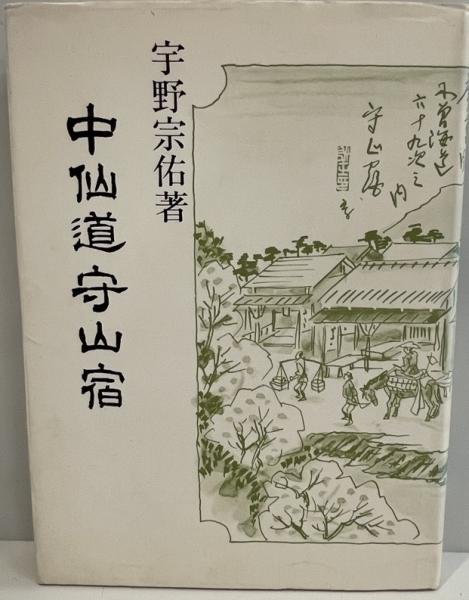 宇野宗佑著
中仙道守山宿
木曽海道
六十九次之
内
守山宿